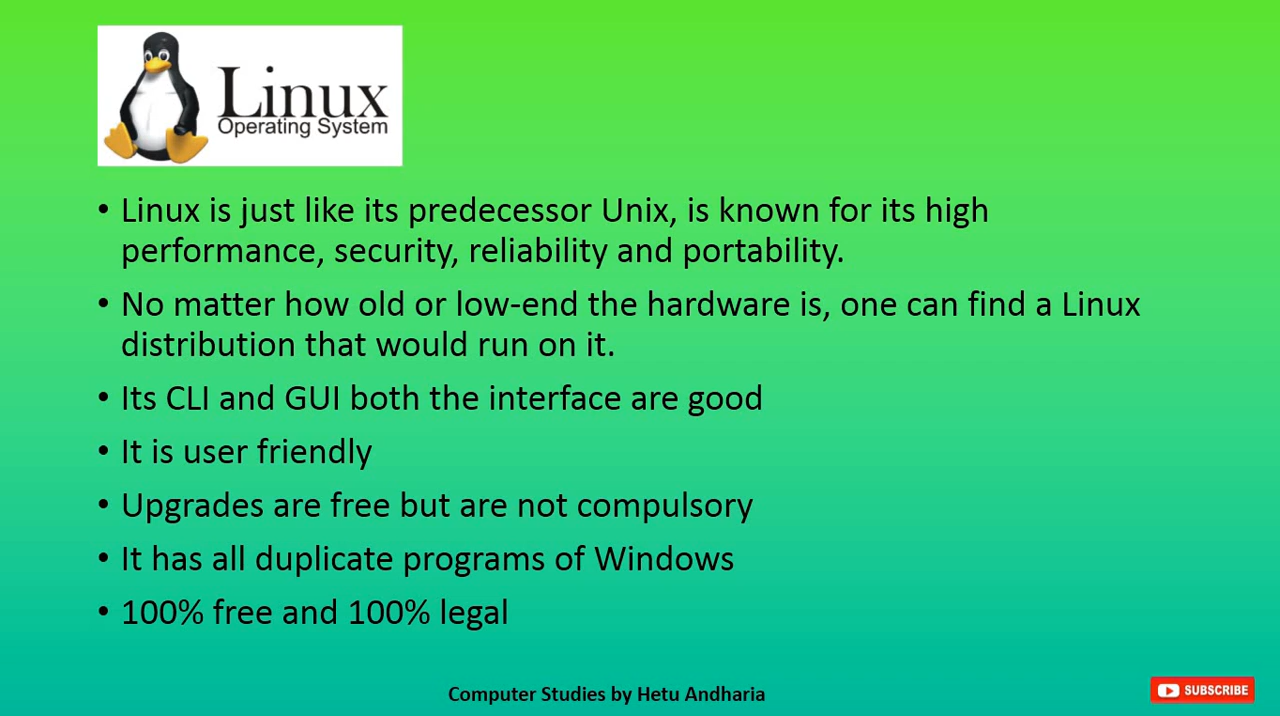 Linux
Operating System
• Linux is just like its predecessor Unix, is known for its high
performance, security, reliability and portability.
• No matter how old or low-end the hardware is, one can find a Linux
distribution that would run on it.
• Its CLI and GUI both the interface are good
• It is user friendly
• Upgrades are free but are not compulsory
• It has all duplicate programs of Windows
• 100% free and 100% legal
Computer Studies by Hetu Andharia
SUBSCRIBE